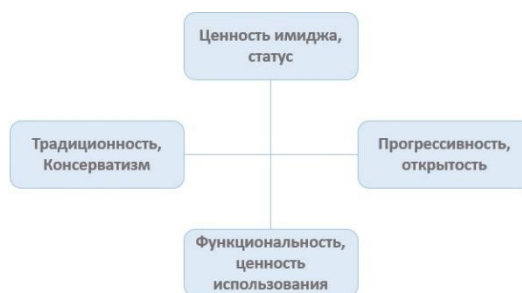 Ценность имиджа,
статус
Традиционность,
Консерватизм
Прогрессивность,
открытость
Функциональность,
ценность
использования